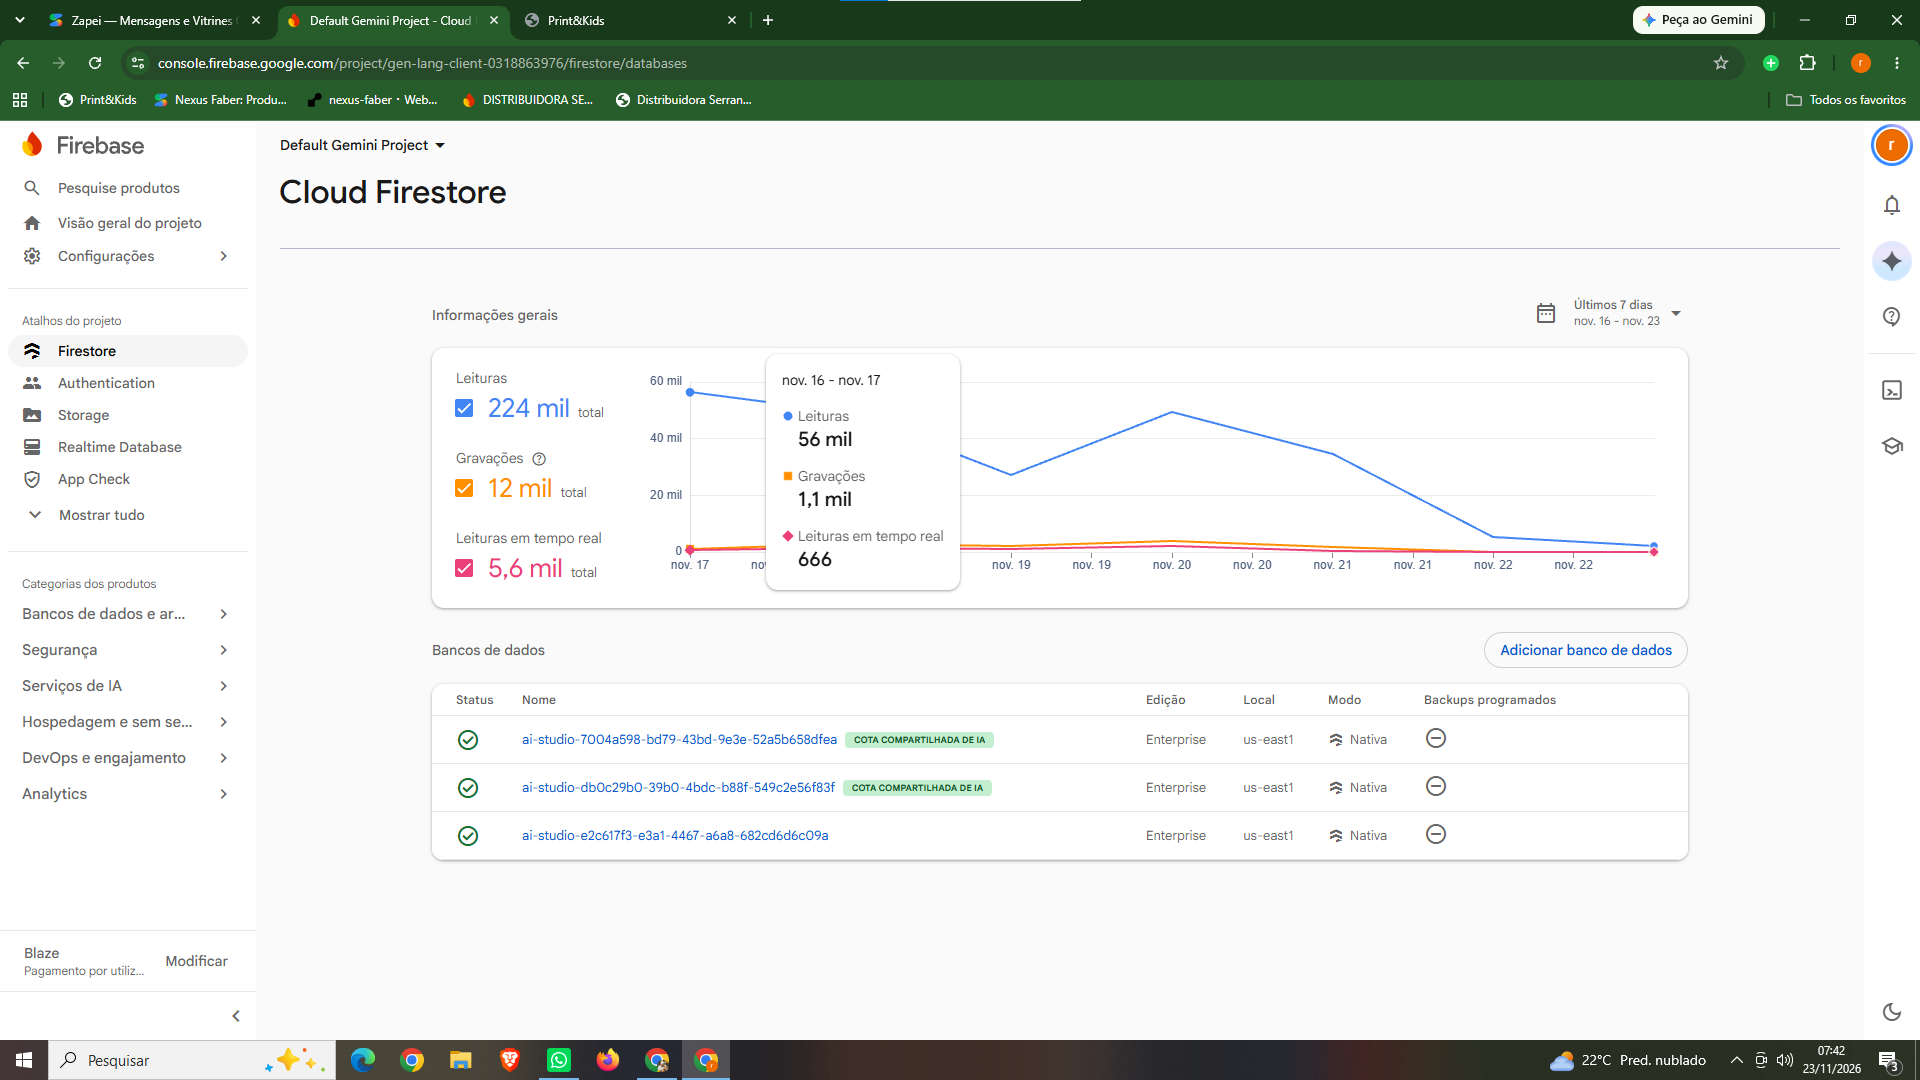 Zapei — Mensagens e Vitrines
Default Gemini Project - Cloud
Print&Kids
Peça ao Gemini
console.firebase.google.com/project/gen-lang-client-0318863976/firestore/databases
Print&Kids
Nexus Faber: Produ...
nexus-faber · Web...
DISTRIBUIDORA SE...
Distribuidora Serran...
Todos os favoritos
Firebase
Pesquise produtos
Visão geral do projeto
Configurações
Atalhos do projeto
Firestore
Authentication
Storage
Realtime Database
App Check
Mostrar tudo
Categorias dos produtos
Bancos de dados e ar...
Segurança
Serviços de IA
Hospedagem e sem se...
DevOps e engajamento
Analytics
Blaze
Pagamento por utiliz...
Modificar
Default Gemini Project
Cloud Firestore
r
r
Informações gerais
Últimos 7 dias
nov. 16 - nov. 23
Leituras
224 mil total
Gravações
12 mil total
Leituras em tempo real
5,6 mil total
60 mil
40 mil
20 mil
0
nov. 16 - nov. 17
Leituras
56 mil
Gravações
1,1 mil
Leituras em tempo real
666
nov. 17
nov. 19
nov. 19
nov. 20
nov. 20
nov. 21
nov. 21
nov. 22
nov. 22
Bancos de dados
Adicionar banco de dados
Status Nome Edição Local Modo Backups programados
ai-studio-7004a598-bd79-43bd-9e3e-52a5b658dfea COTA COMPARTILHADA DE IA Enterprise us-east1 Nativa
ai-studio-db0c29b0-39b0-4bdc-b88f-549c2e56f83f COTA COMPARTILHADA DE IA Enterprise us-east1 Nativa
ai-studio-e2c617f3-e3a1-4467-a6a8-682cd6d6c09a Enterprise us-east1 Nativa
Pesquisar
22°C Pred. nublado
07:42
23/11/2026
3